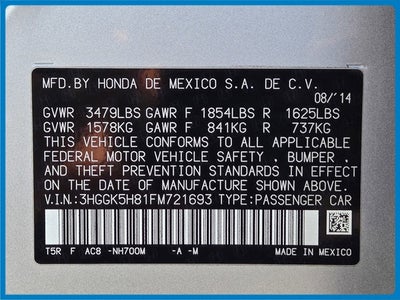 MFD.BY HONDA DE MEXICO S.A. DE C.V.
08/'14
GVWR 3479LBS GAWR F 1854LBS R 1625LBS
GVWR 1578KG GAWR F 841KG R 737KG
THIS VEHICLE CONFORMS TO ALL APPLICABLE
FEDERAL MOTOR VEHICLE SAFETY , BUMPER ,
AND THEFT PREVENTION STANDARDS IN EFFECT
ON THE DATE OF MANUFACTURE SHOWN ABOVE.
V.I.N.:3HGGK5H81FM721693 TYPE:PASSENGER CAR
T5R F AC8 -NH700M -A -M MADE IN MEXICO